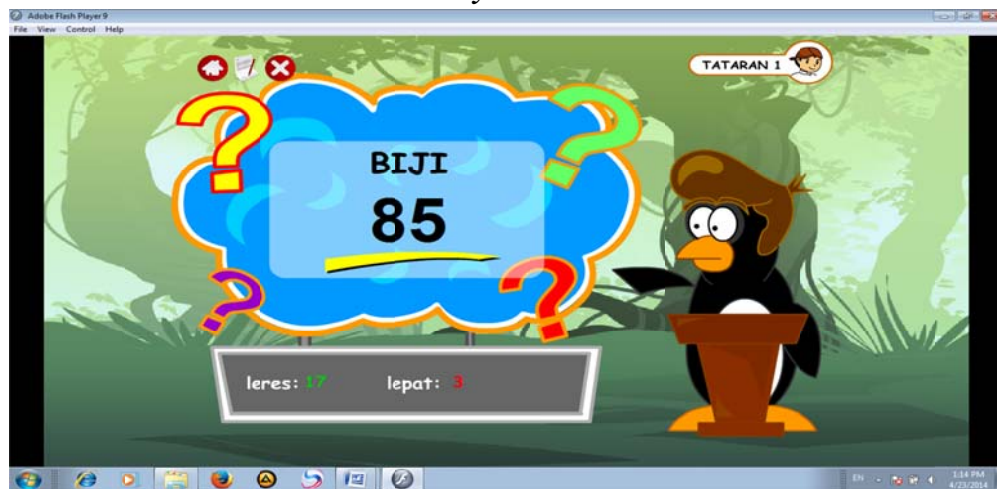 Adobe Flash Player 9
File View Control Help
TATARAN 1
BIJI
85
leres: 17 lepat: 3
EN
1:14 PM
4/23/2014